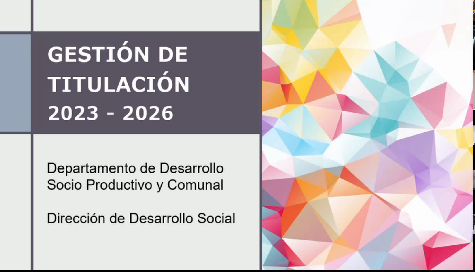 GESTIÓN DE
TITULACIÓN
2023 - 2026
Departamento de Desarrollo
Socio Productivo y Comunal
Dirección de Desarrollo Social